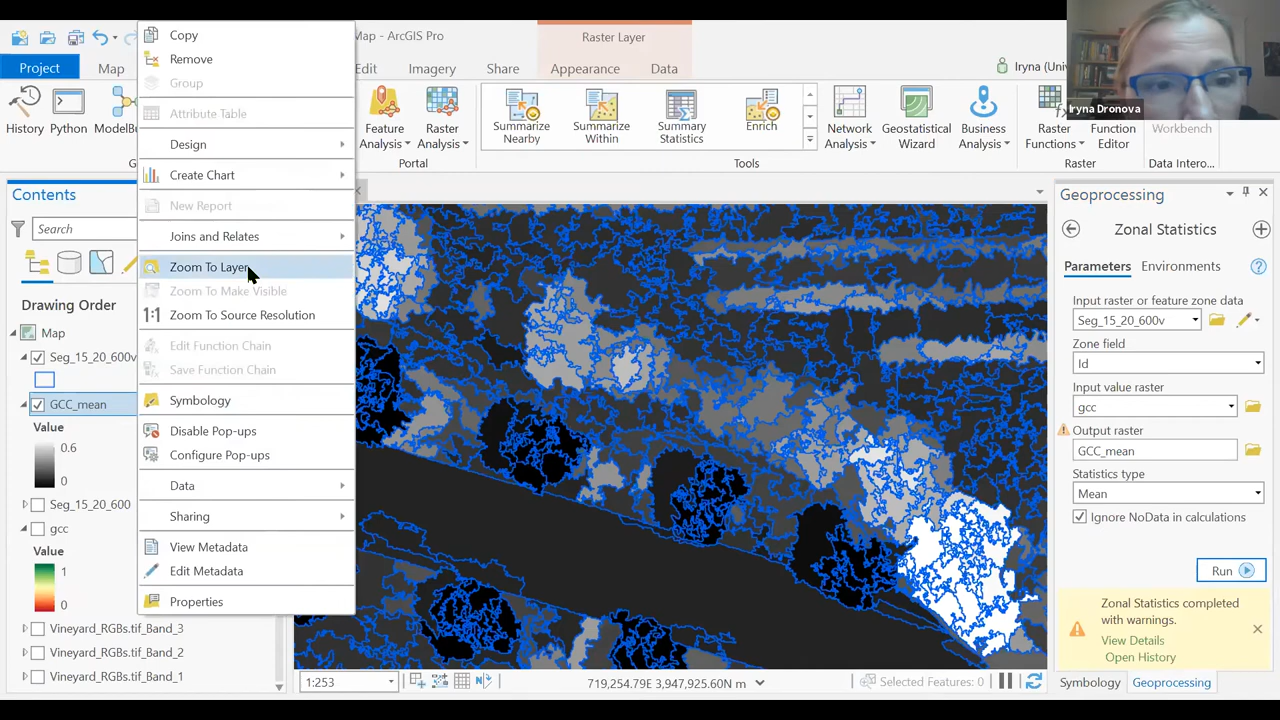 Map - ArcGIS Pro
Raster Layer
Project
Map
Edit
Imagery
Share
Appearance
Data
Iryna (Uni
Iryna Dronova
History
Python
ModelB
Feature
Analysis
Raster
Analysis
Portal
Summarize
Nearby
Summarize
Within
Summary
Statistics
Enrich
Tools
Network
Analysis
Geostatistical
Wizard
Business
Analysis
Raster
Functions
Function
Editor
Raster
Workbench
Data Intero...
Copy
Remove
Group
Attribute Table
Design
Create Chart
New Report
Joins and Relates
Zoom To Layer
Zoom To Make Visible
1:1 Zoom To Source Resolution
Edit Function Chain
Save Function Chain
Symbology
Disable Pop-ups
Configure Pop-ups
Data
Sharing
View Metadata
Edit Metadata
Properties
Contents
Search
Drawing Order
Map
Seg_15_20_600v
GCC_mean
Value
0.6
0
Seg_15_20_600
gcc
Value
1
0
Vineyard_RGBs.tif_Band_3
Vineyard_RGBs.tif_Band_2
Vineyard_RGBs.tif_Band_1
1:253
719,254.79E 3,947,925.60N m
Selected Features: 0
Geoprocessing
Zonal Statistics
Parameters
Environments
Input raster or feature zone data
Seg_15_20_600v
Zone field
Id
Input value raster
gcc
Output raster
GCC_mean
Statistics type
Mean
Ignore NoData in calculations
Run
Zonal Statistics completed
with warnings.
View Details
Open History
Symbology
Geoprocessing